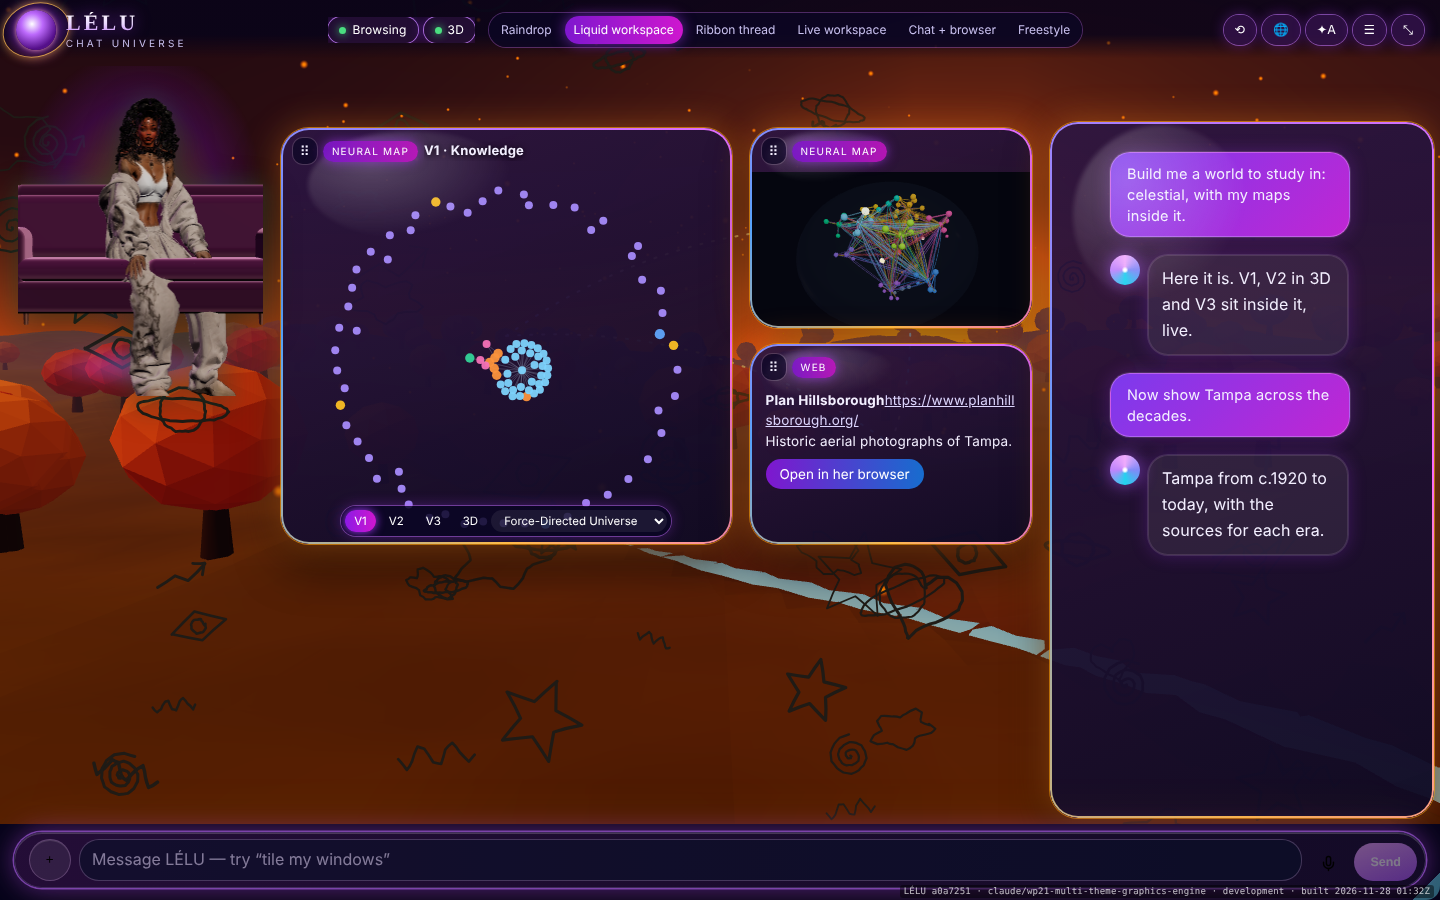 LÉLU
CHAT UNIVERSE
Browsing
3D
Raindrop
Liquid workspace
Ribbon thread
Live workspace
Chat + browser
Freestyle
✦A
NEURAL MAP V1 · Knowledge
V1 V2 V3 3D Force-Directed Universe
NEURAL MAP
WEB
Plan Hillsboroughhttps://www.planhill
sborough.org/
Historic aerial photographs of Tampa.
Open in her browser
Build me a world to study in:
celestial, with my maps
inside it.
Here it is. V1, V2 in 3D
and V3 sit inside it,
live.
Now show Tampa across the
decades.
Tampa from c.1920 to
today, with the
sources for each era.
+
Message LÉLU — try “tile my windows”
Send
LÉLU a0a7251 · claude/wp21-multi-theme-graphics-engine · development · built 2026-11-28 01:32Z